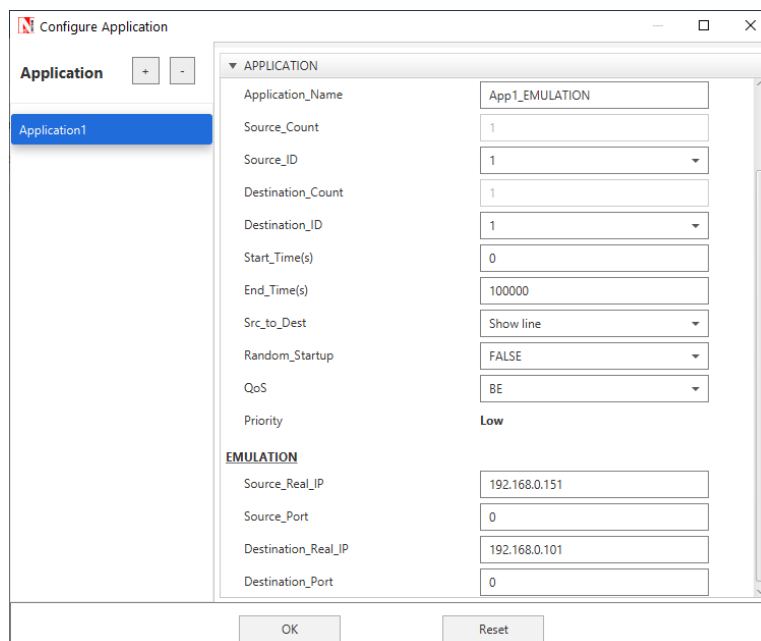 Configure Application
Application + -
Application1
APPLICATION
Application_Name App1_EMULATION
Source_Count 1
Source_ID 1
Destination_Count 1
Destination_ID 1
Start_Time(s) 0
End_Time(s) 100000
Src_to_Dest Show line
Random_Startup FALSE
QoS BE
Priority Low
EMULATION
Source_Real_IP 192.168.0.151
Source_Port 0
Destination_Real_IP 192.168.0.101
Destination_Port 0
OK Reset